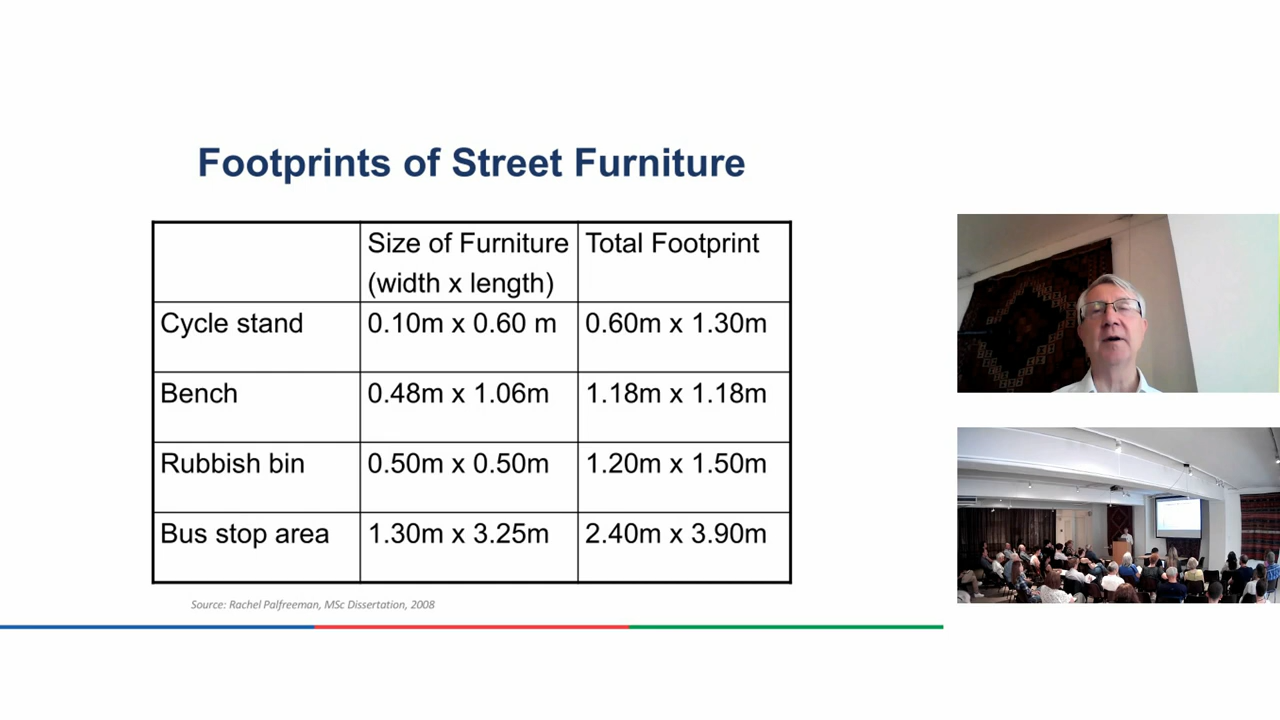 Footprints of Street Furniture
Size of Furniture
(width x length)
Total Footprint
Cycle stand
0.10m x 0.60 m
0.60m x 1.30m
Bench
0.48m x 1.06m
1.18m x 1.18m
Rubbish bin
0.50m x 0.50m
1.20m x 1.50m
Bus stop area
1.30m x 3.25m
2.40m x 3.90m
Source: Rachel Palfreeman, MSc Dissertation, 2008